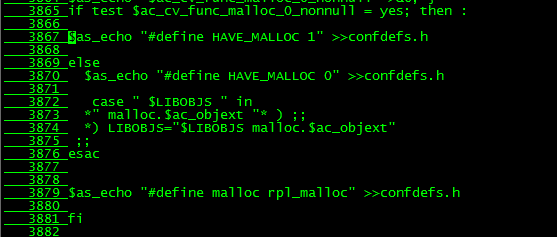 3865 if test $ac_cv_func_malloc_0_nonnull = yes; then :
3866
3867 $as_echo "#define HAVE_MALLOC 1" >>confdefs.h
3868
3869 else
3870   $as_echo "#define HAVE_MALLOC 0" >>confdefs.h
3871
3872    case " $LIBOBJS " in
3873   *" malloc.$ac_objext "* ) ;;
3874   *) LIBOBJS="$LIBOBJS malloc.$ac_objext"
3875  ;;
3876 esac
3877
3878
3879 $as_echo "#define malloc rpl_malloc" >>confdefs.h
3880
3881 fi
3882